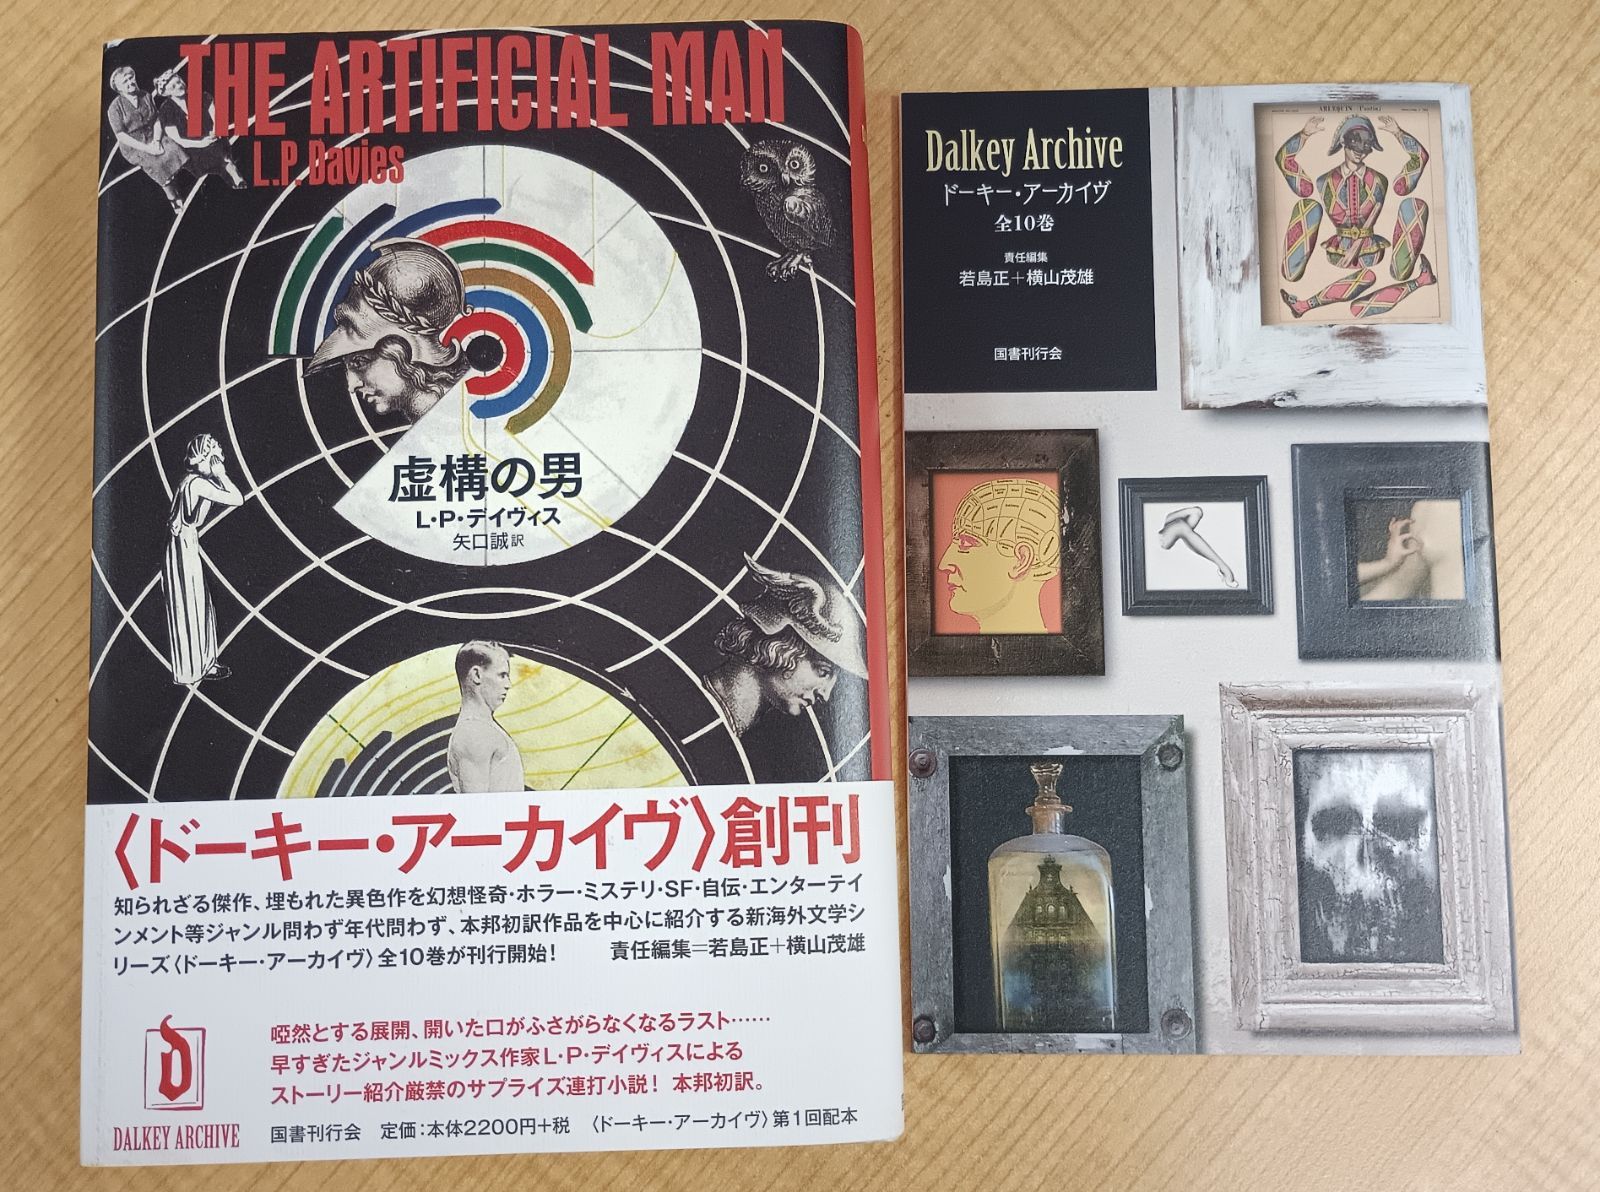 THE ARTIFICIAL MAN
L.P. Davies
虚構の男
L・P・デイヴィス
矢口誠 訳
〈ドーキー・アーカイヴ〉創刊
知られざる傑作、埋もれた異色作を幻想怪奇・ホラー・ミステリ・SF・自伝・エンターテイ
ンメント等ジャンル問わず年代問わず、本邦初訳作品を中心に紹介する新海外文学シ
リーズ〈ドーキー・アーカイヴ〉全10巻が刊行開始! 責任編集=若島正+横山茂雄
啞然とする展開、開いた口がふさがらなくなるラスト……
早すぎたジャンルミックス作家L・P・デイヴィスによる
ストーリー紹介厳禁のサプライズ連打小説! 本邦初訳。
d
DALKEY ARCHIVE
国書刊行会 定価:本体2200円+税 〈ドーキー・アーカイヴ〉第1回配本
Dalkey Archive
ドーキー・アーカイヴ
全10巻
責任編集
若島正+横山茂雄
国書刊行会